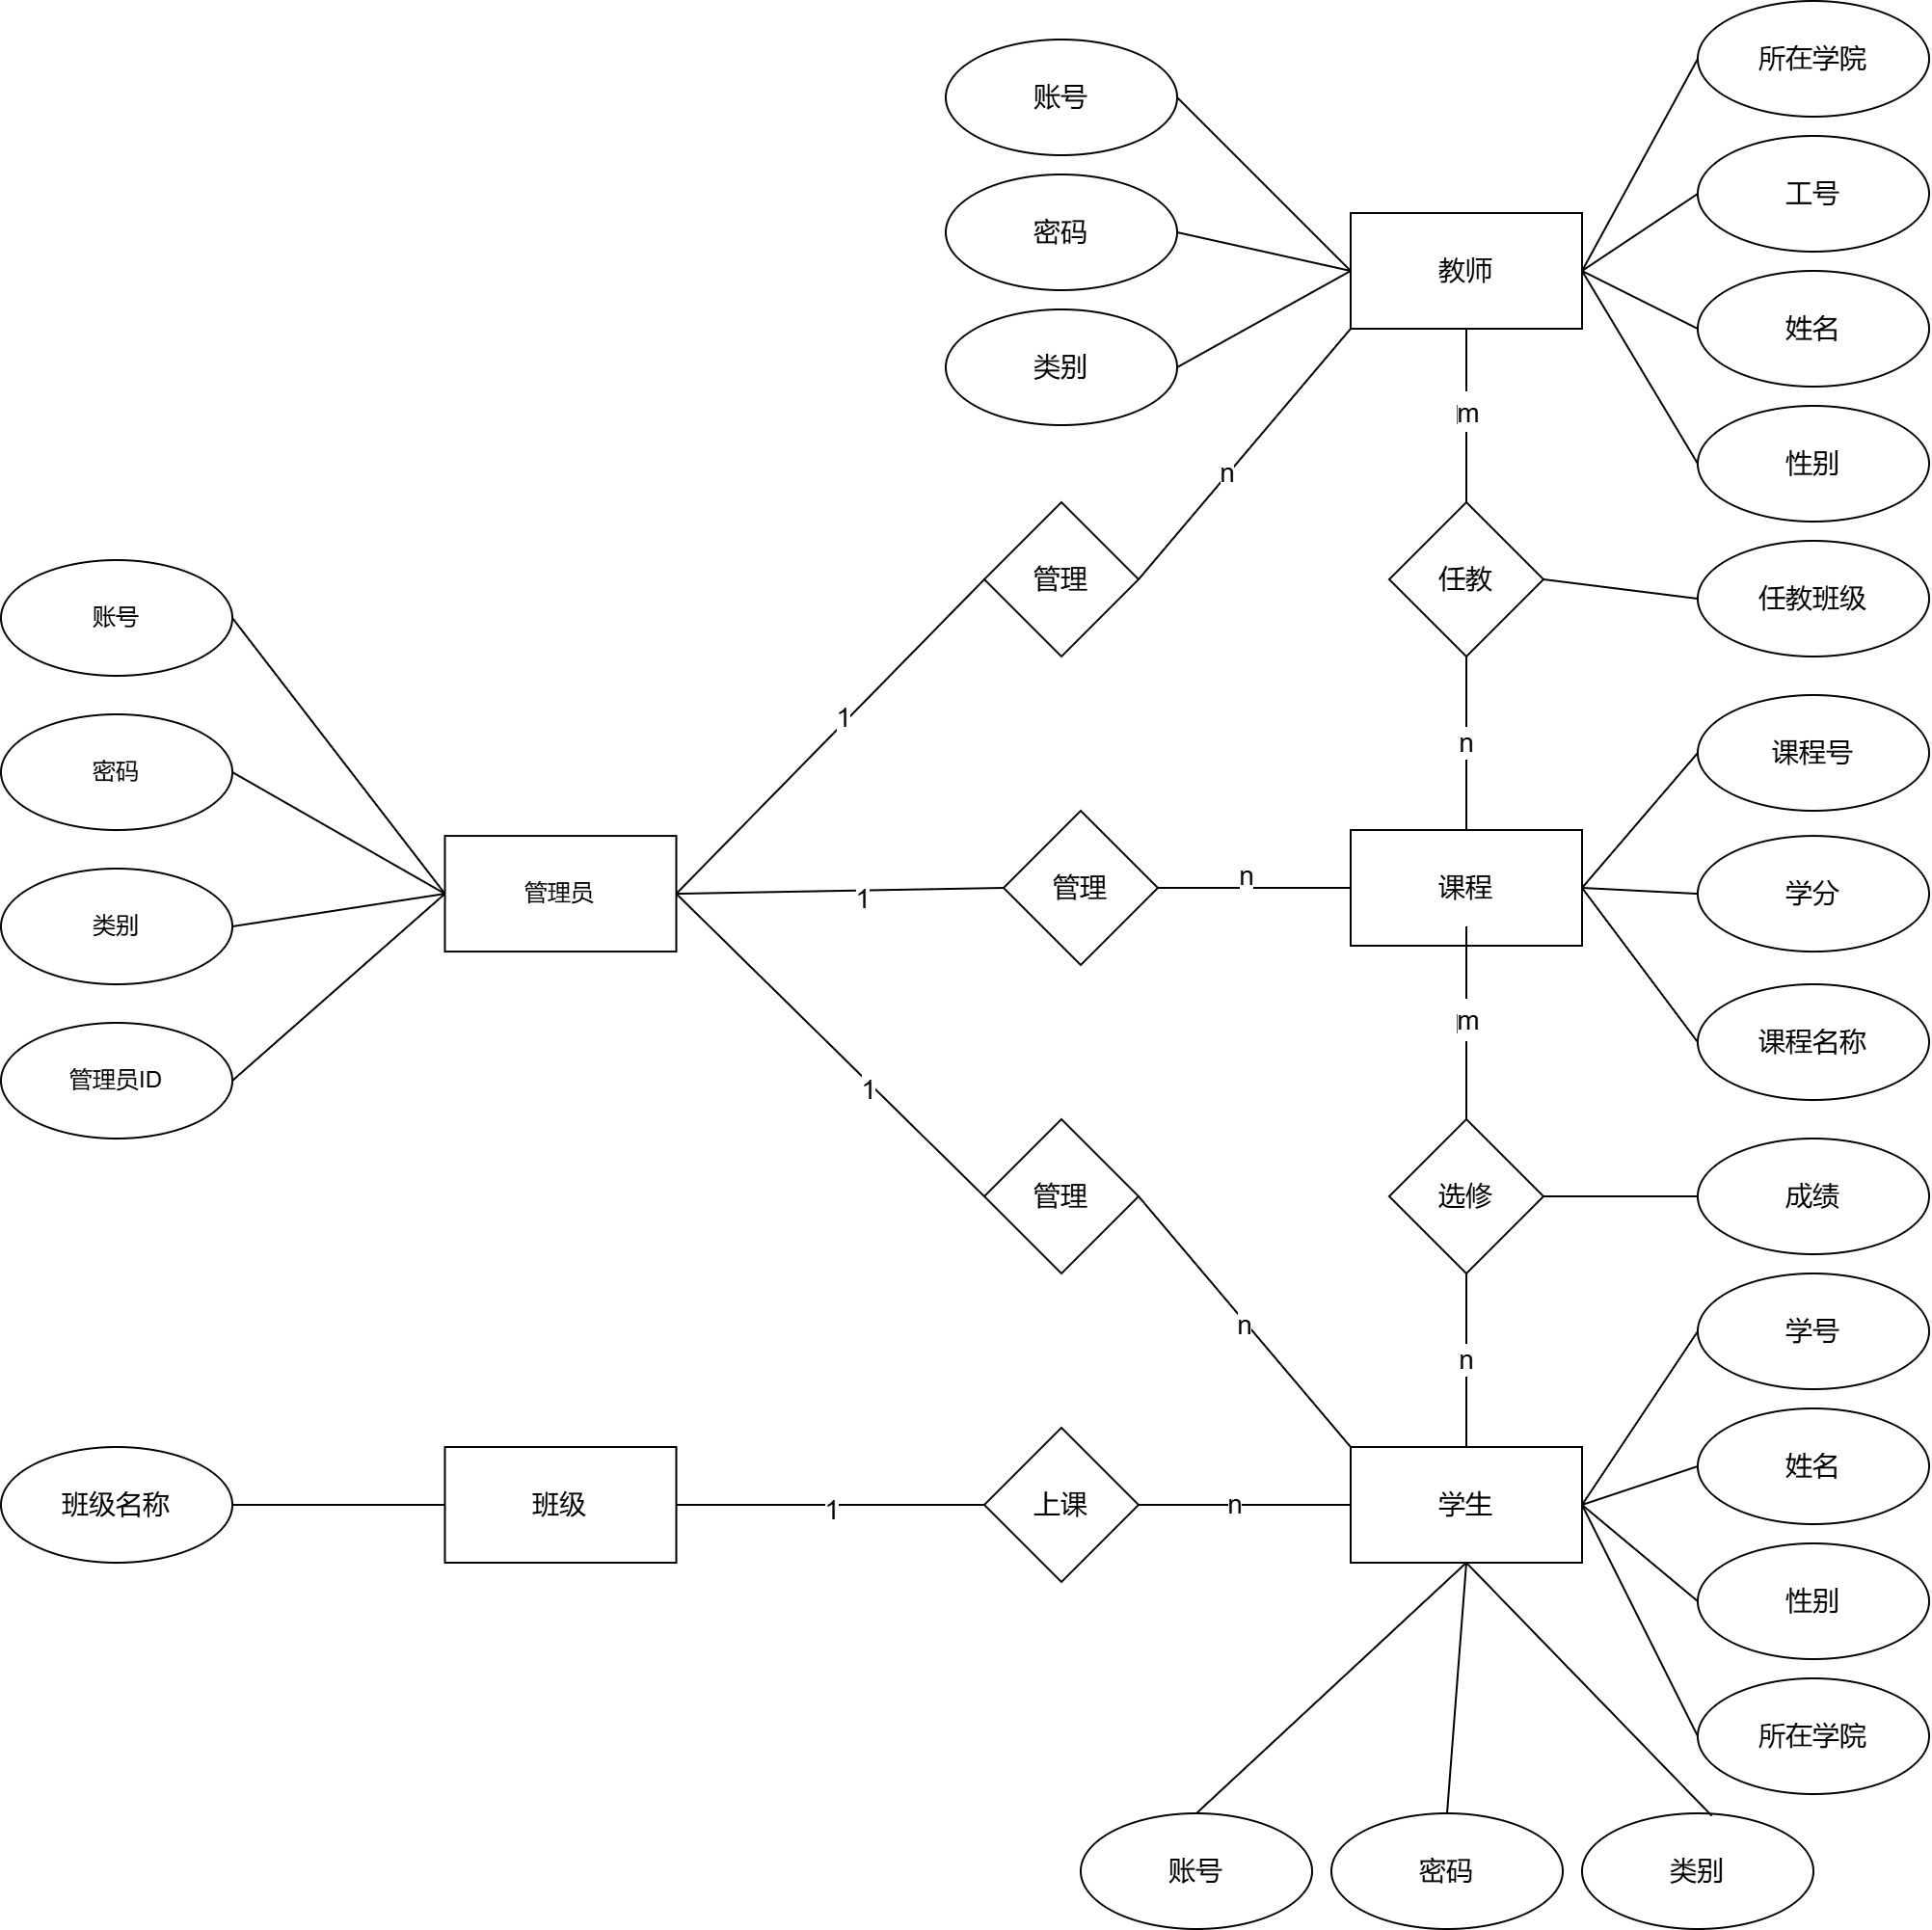 所在学院
账号
工号
密码
教师
姓名
类别
m
性别
n
管理
任教
任教班级
账号
1
n
课程号
密码
管理员
1
管理
n
课程
学分
类别
m
课程名称
管理员ID
1
管理
选修
成绩
n
学号
n
姓名
班级名称
班级
1
上课
n
学生
性别
所在学院
账号
密码
类别